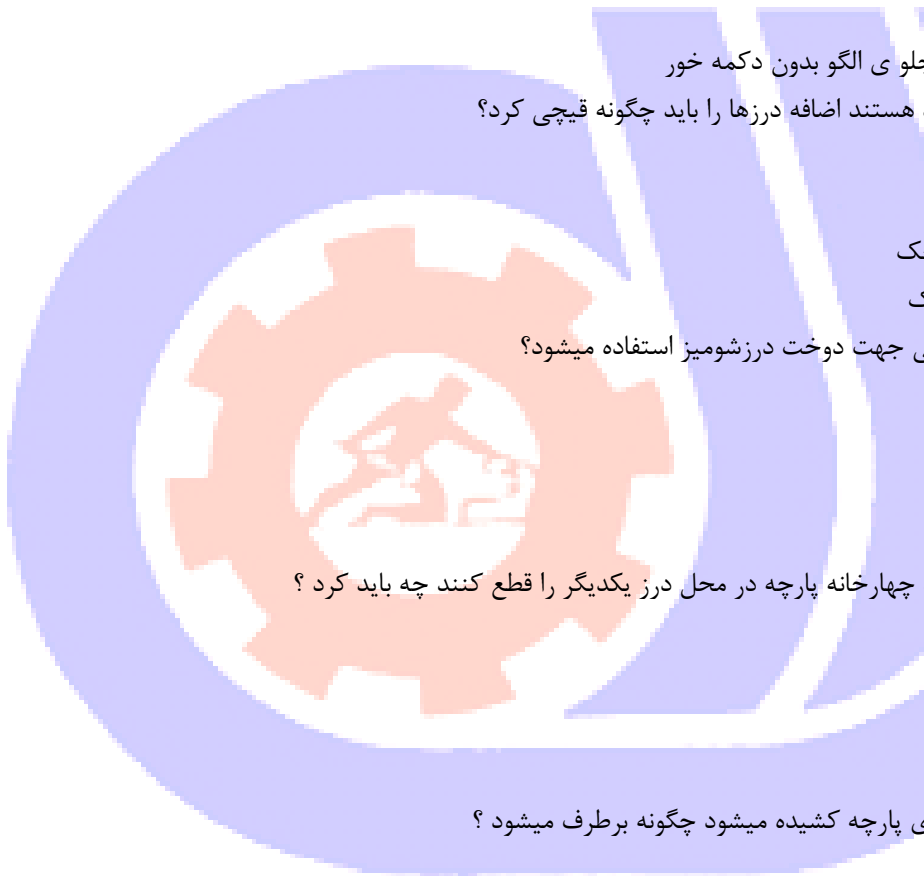 ی الگو بدون دکمه خور
هستند اضافه درزها را باید چگونه قیچی کرد؟
جهت دوخت درزشومیز استفاده میشود؟
چهارخانه پارچه در محل درز یکدیگر را قطع کنند چه باید کرد ؟
پارچه کشیده میشود چگونه برطرف میشود ؟